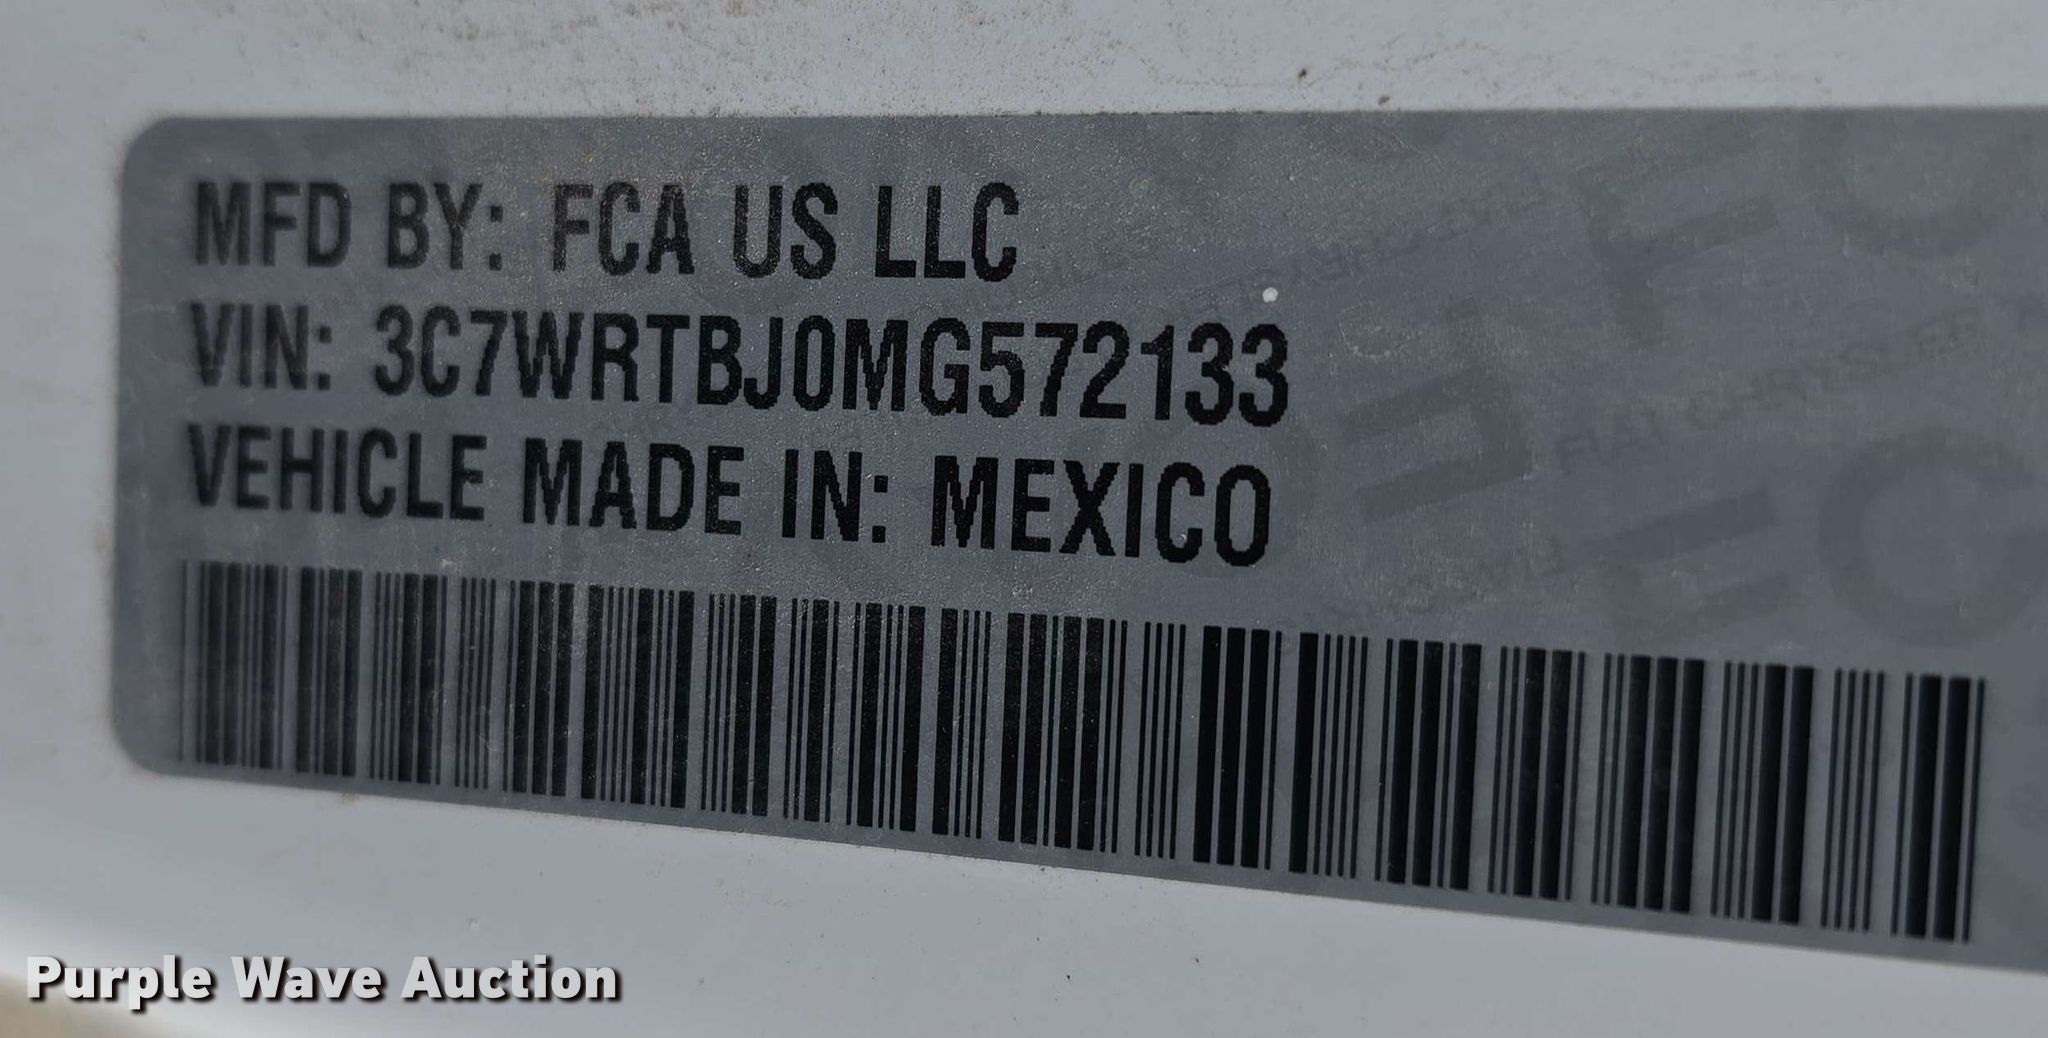 MFD BY: FCA US LLC
VIN: 3C7WRTBJ0MG572133
VEHICLE MADE IN: MEXICO
Purple Wave Auction